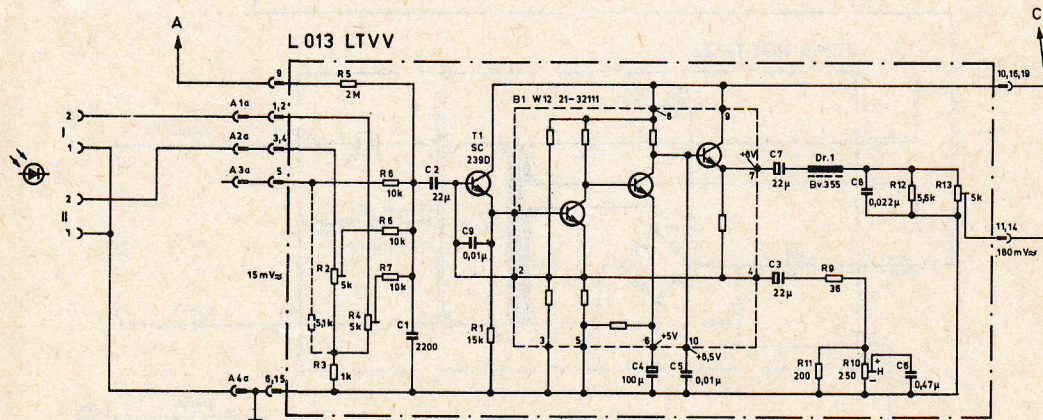 A
C
L 013 LTVV
9
R5
2M
10,16,19
B1 W12 21-32111
8
9
2
I
1
A1a
1,2
A2a
3,4
T1
SC
239D
+8V
7
C7
22µ
Dr.1
Bv.355
C8
0,022µ
R12
5,6k
R13
5k
A3a
5
R8
10k
C2
22µ
1
2
II
1
R6
10k
C9
0,01µ
11,14
180mV≈
15mV≈
R2
5k
R7
10k
2
4
C3
22µ
R9
36
5,1k
R4
5k
C1
2200
R1
15k
3
5
6
+5V
10
+6,5V
R3
1k
C4
100µ
C5
0,01µ
R11
200
R10
250
+
H
–
C6
0,47µ
A4a
6,15